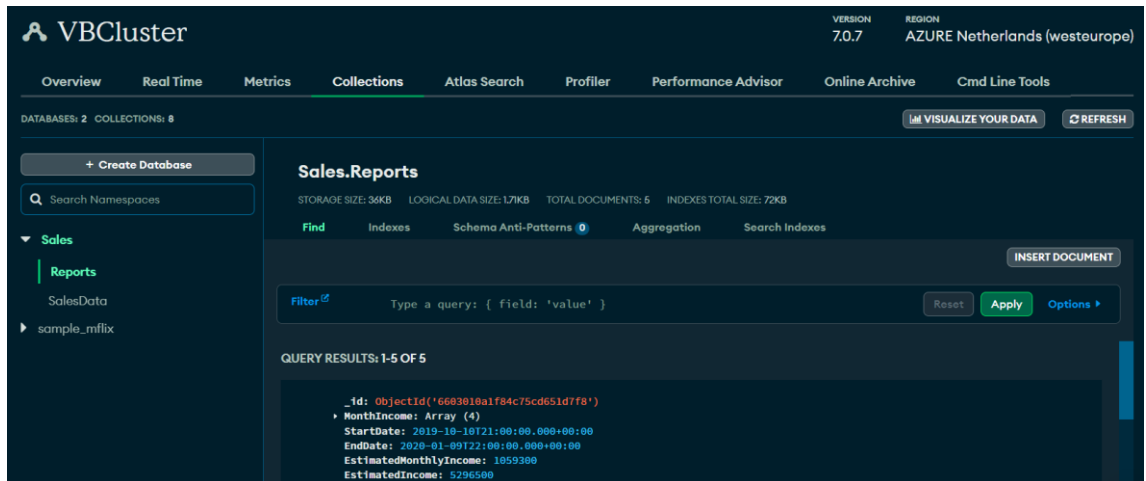 VBCluster
VERSION
7.0.7
REGION
AZURE Netherlands (westeurope)
Overview Real Time Metrics Collections Atlas Search Profiler Performance Advisor Online Archive Cmd Line Tools
DATABASES: 2 COLLECTIONS: 8
VISUALIZE YOUR DATA
REFRESH
+ Create Database
Search Namespaces
Sales
Reports
SalesData
sample_mflix
Sales.Reports
STORAGE SIZE: 36KB LOGICAL DATA SIZE: 1.71KB TOTAL DOCUMENTS: 5 INDEXES TOTAL SIZE: 72KB
Find Indexes Schema Anti-Patterns 0 Aggregation Search Indexes
INSERT DOCUMENT
Filter Type a query: { field: 'value' } Reset Apply Options
QUERY RESULTS: 1-5 OF 5
_id: ObjectId('6603010a1f84c75cd651d7f8')
MonthIncome: Array (4)
StartDate: 2019-10-10T21:00:00.000+00:00
EndDate: 2020-01-09T22:00:00.000+00:00
EstimatedMonthlyIncome: 1059300
EstimatedIncome: 5296500